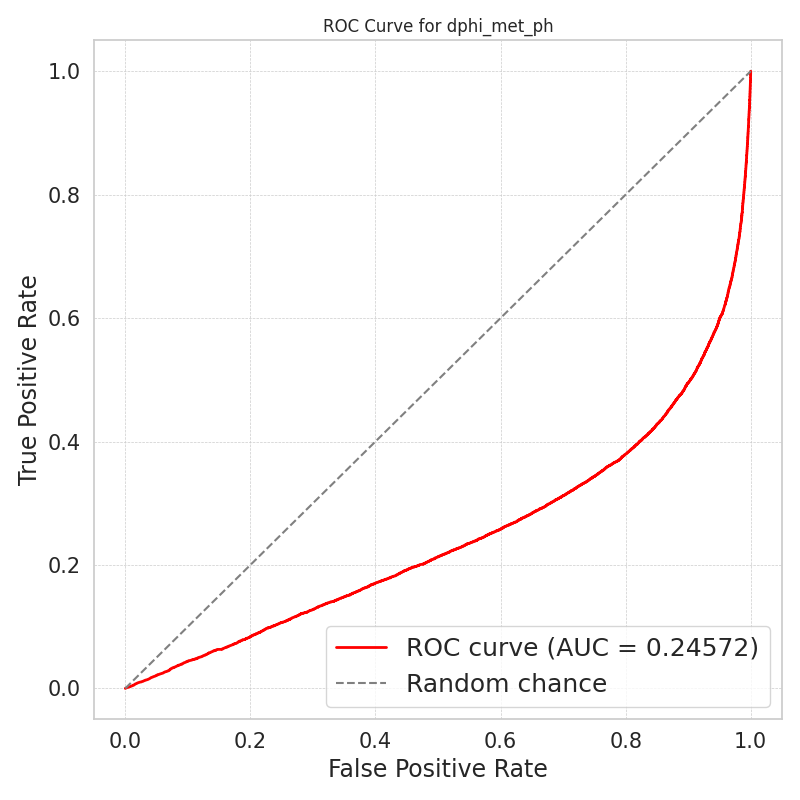 ROC Curve for dphi_met_ph
1.0
0.8
0.6
0.4
0.2
0.0
True Positive Rate
ROC curve (AUC = 0.24572)
Random chance
0.0 0.2 0.4 0.6 0.8 1.0
False Positive Rate